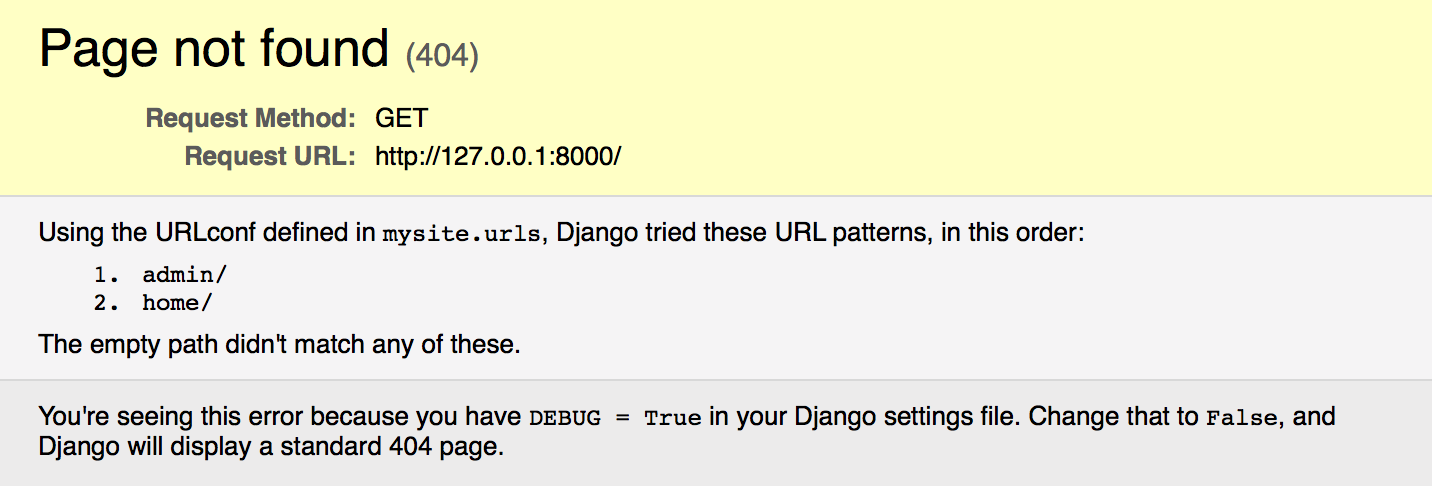 Page not found (404)
Request Method: GET
Request URL: http://127.0.0.1:8000/
Using the URLconf defined in mysite.urls, Django tried these URL patterns, in this order:
1. admin/
2. home/
The empty path didn't match any of these.
You're seeing this error because you have DEBUG = True in your Django settings file. Change that to False, and
Django will display a standard 404 page.